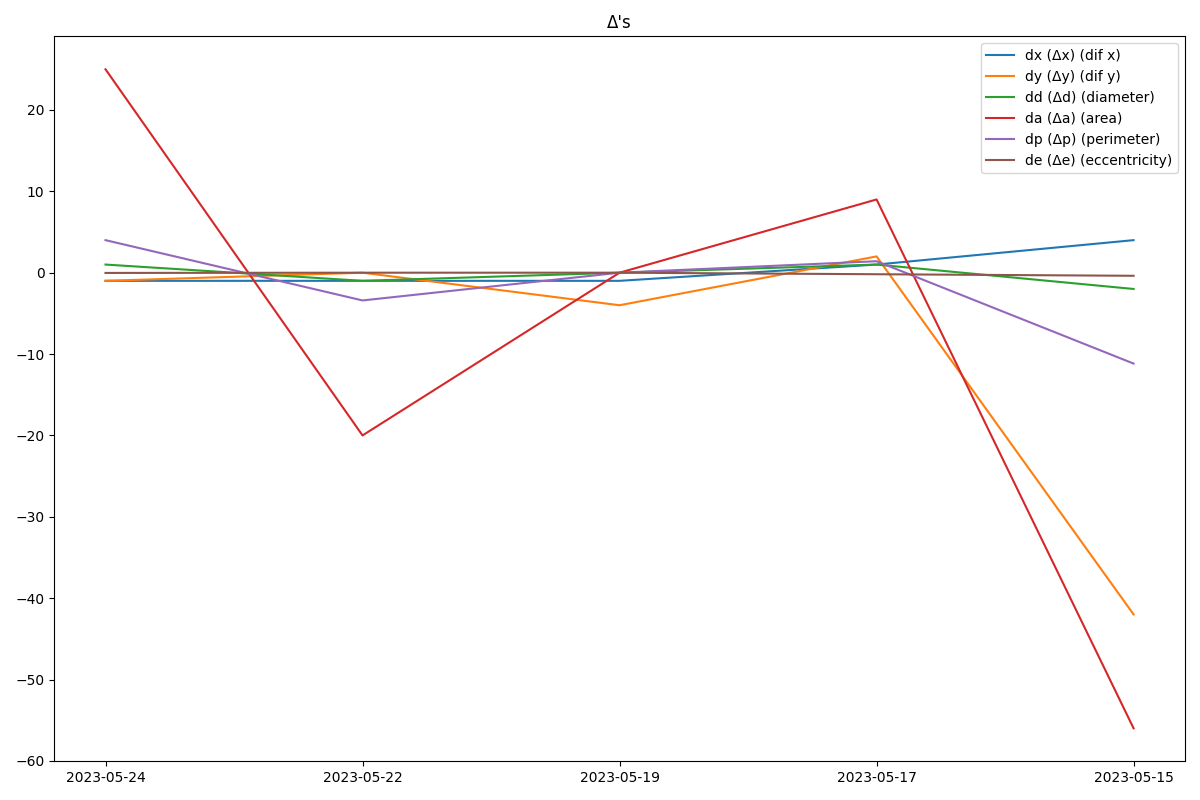 Δ's
dx (Δx) (dif x)
dy (Δy) (dif y)
dd (Δd) (diameter)
da (Δa) (area)
dp (Δp) (perimeter)
de (Δe) (eccentricity)
20
10
0
−10
−20
−30
−40
−50
−60
2023-05-24 2023-05-22 2023-05-19 2023-05-17 2023-05-15